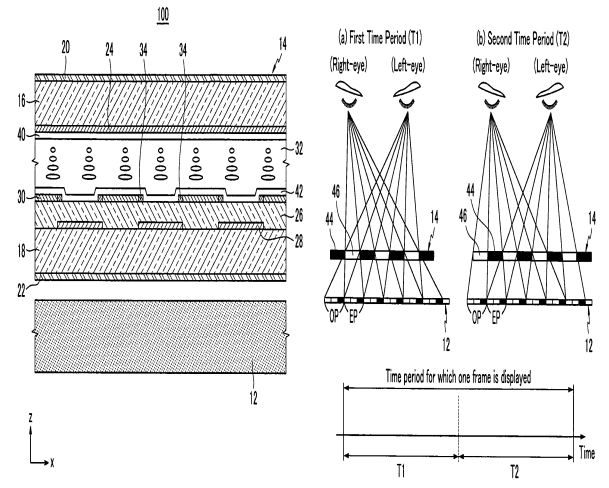 100
20
24
34
34
14
16
40
32
30
42
26
18
28
22
12
z
x
(a) First Time Period (T1)
(Right-eye)
(Left-eye)
46
44
14
OP
EP
12
(b) Second Time Period (T2)
(Right-eye)
(Left-eye)
44
46
14
OP
EP
12
Time period for which one frame is displayed
Time
T1
T2